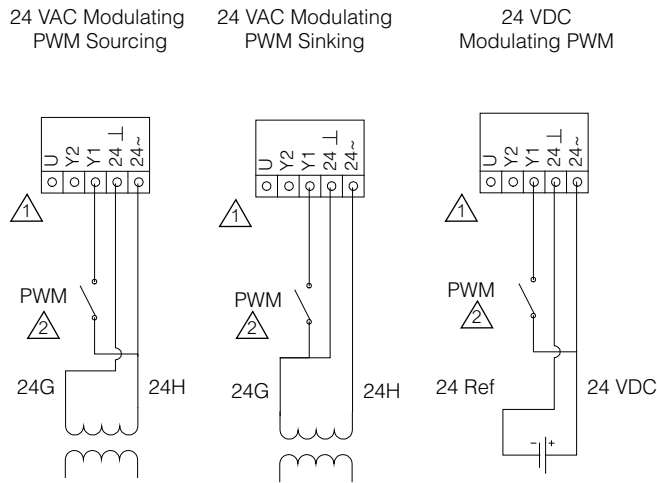 24 VAC Modulating
PWM Sourcing
24 VAC Modulating
PWM Sinking
24 VDC
Modulating PWM
U
Y2
Y1
24 ⊥
24~
U
Y2
Y1
24 ⊥
24~
U
Y2
Y1
24 ⊥
24~
1
1
1
PWM
2
PWM
2
PWM
2
24G
24H
24G
24H
24 Ref
24 VDC
- +